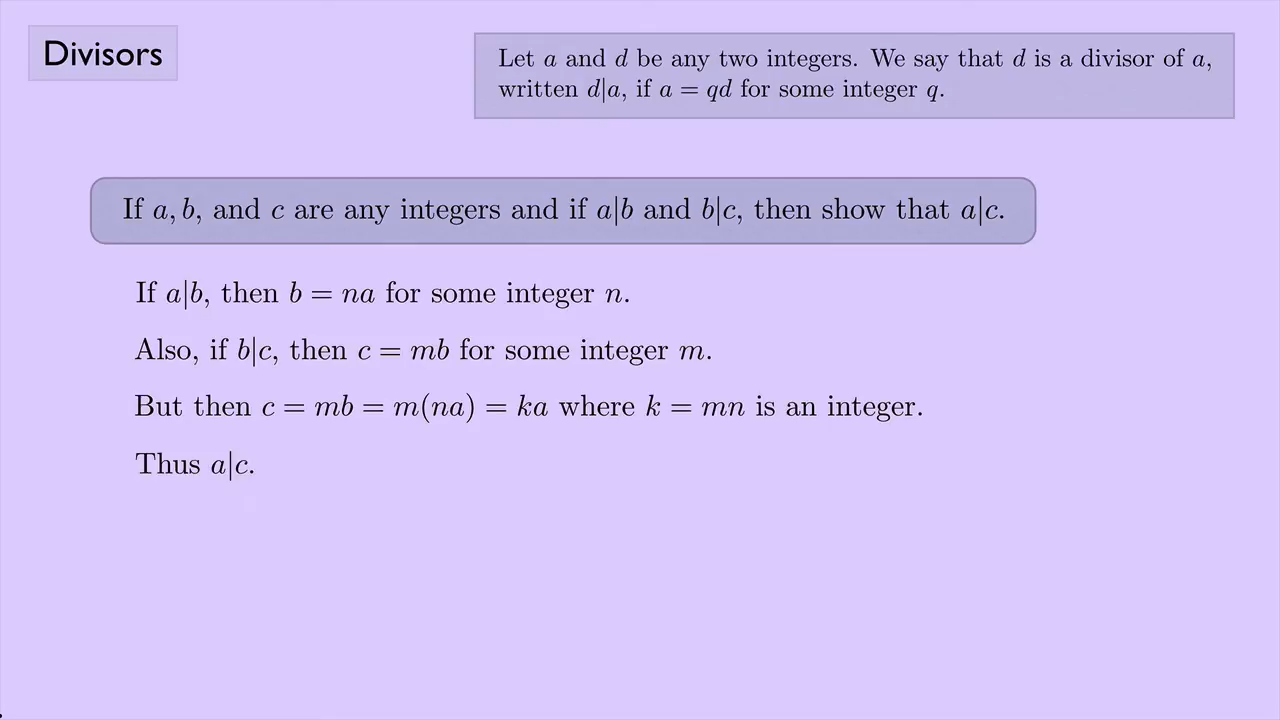 Divisors
Let a and d be any two integers. We say that d is a divisor of a,
written d|a, if a = qd for some integer q.
If a, b, and c are any integers and if a|b and b|c, then show that a|c.
If a|b, then b = na for some integer n.
Also, if b|c, then c = mb for some integer m.
But then c = mb = m(na) = ka where k = mn is an integer.
Thus a|c.